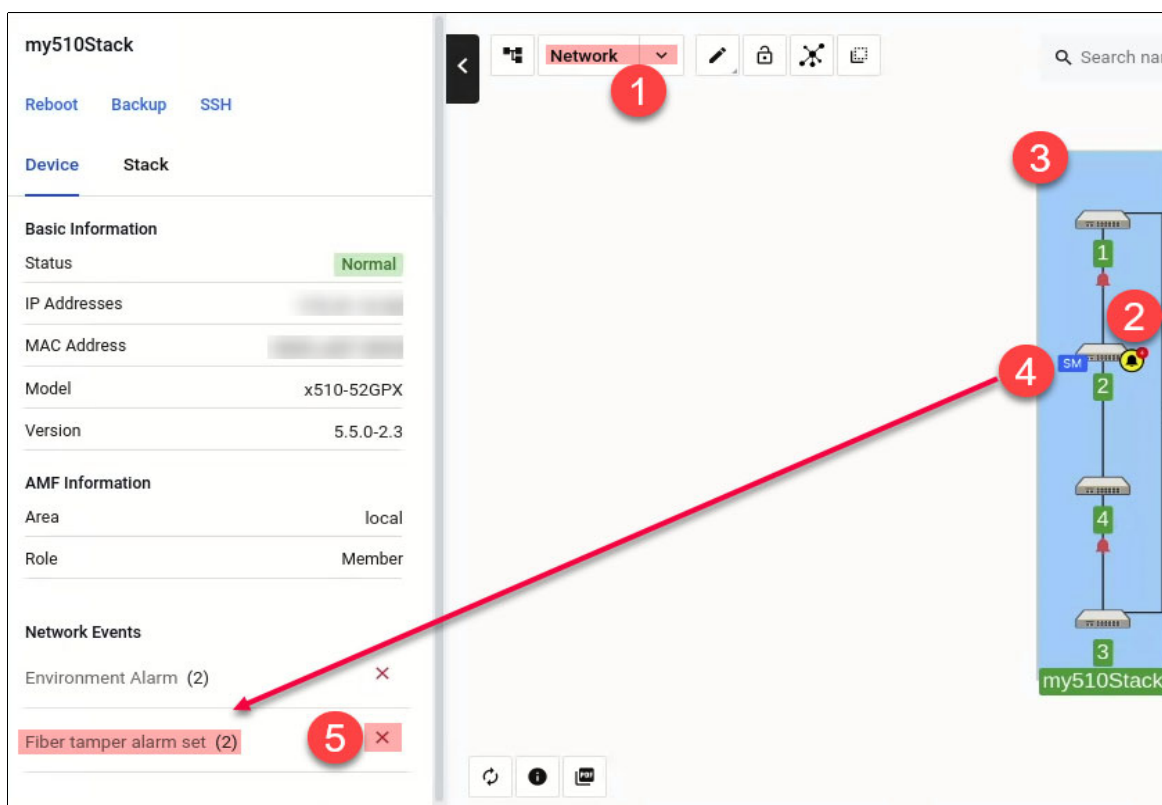 my510Stack
Reboot Backup SSH
Device Stack
Basic Information
Status Normal
IP Addresses
MAC Address
Model x510-52GPX
Version 5.5.0-2.3
AMF Information
Area local
Role Member
Network Events
Environment Alarm (2)
Fiber tamper alarm set (2)
5
Network
1
Search nar
3
1
2
4
SM
2
4
3
my510Stack
PDF